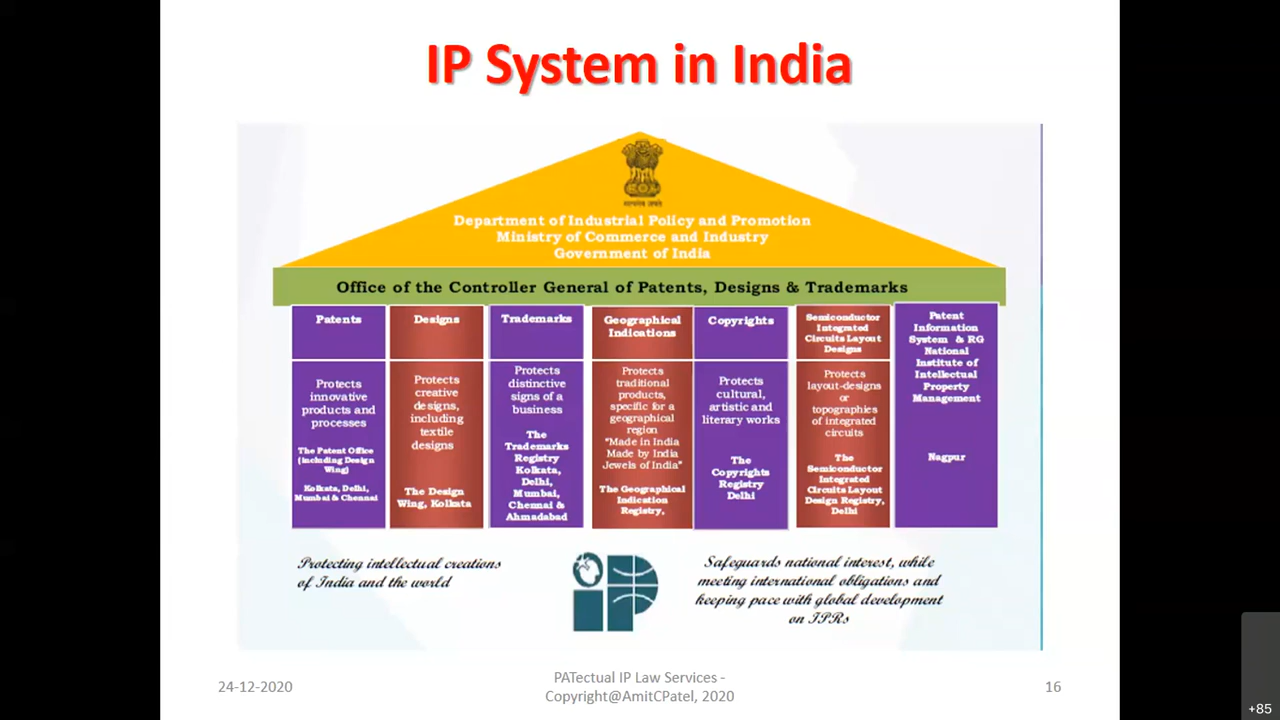 IP System in India
Department of Industrial Policy and Promotion
Ministry of Commerce and Industry
Government of India
Office of the Controller General of Patents, Designs & Trademarks
Patents
Protects
innovative
products and
processes
The Patent Office
(including Design
Wing)
Kolkata, Delhi,
Mumbai & Chennai
Designs
Protects
creative
designs,
including
textile
designs
The Design
Wing, Kolkata
Trademarks
Protects
distinctive
signs of a
business
The
Trademarks
Registry
Kolkata,
Delhi,
Mumbai,
Chennai &
Ahmadabad
Geographical
Indications
Protects
traditional
products,
specific for a
geographical
region
"Made in India
Made by India
Jewels of India"
The Geographical
Indication
Registry,
Copyrights
Protects
cultural,
artistic and
literary works
The
Copyrights
Registry
Delhi
Semiconductor
Integrated
Circuits Layout
Designs
Protects
layout-designs
or
topographies
of integrated
circuits
The
Semiconductor
Integrated
Circuits Layout
Design Registry,
Delhi
Patent
Information
System & RG
National
Institute of
Intellectual
Property
Management
Nagpur
Protecting intellectual creations
of India and the world
iP
Safeguards national interest, while
meeting international obligations and
keeping pace with global development
on IPRs
24-12-2020
PATectual IP Law Services -
Copyright@AmitCPatel, 2020
16
+85